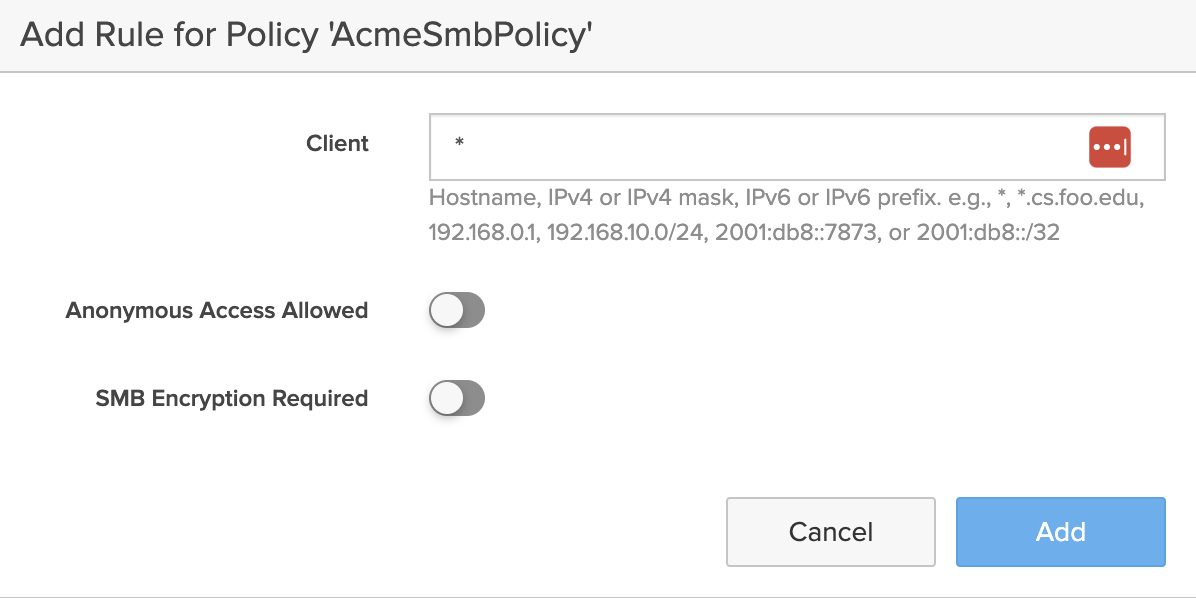 Add Rule for Policy 'AcmeSmbPolicy'
Client
*
Hostname, IPv4 or IPv4 mask, IPv6 or IPv6 prefix. e.g., *, *.cs.foo.edu,
192.168.0.1, 192.168.10.0/24, 2001:db8::7873, or 2001:db8::/32
Anonymous Access Allowed
SMB Encryption Required
Cancel
Add